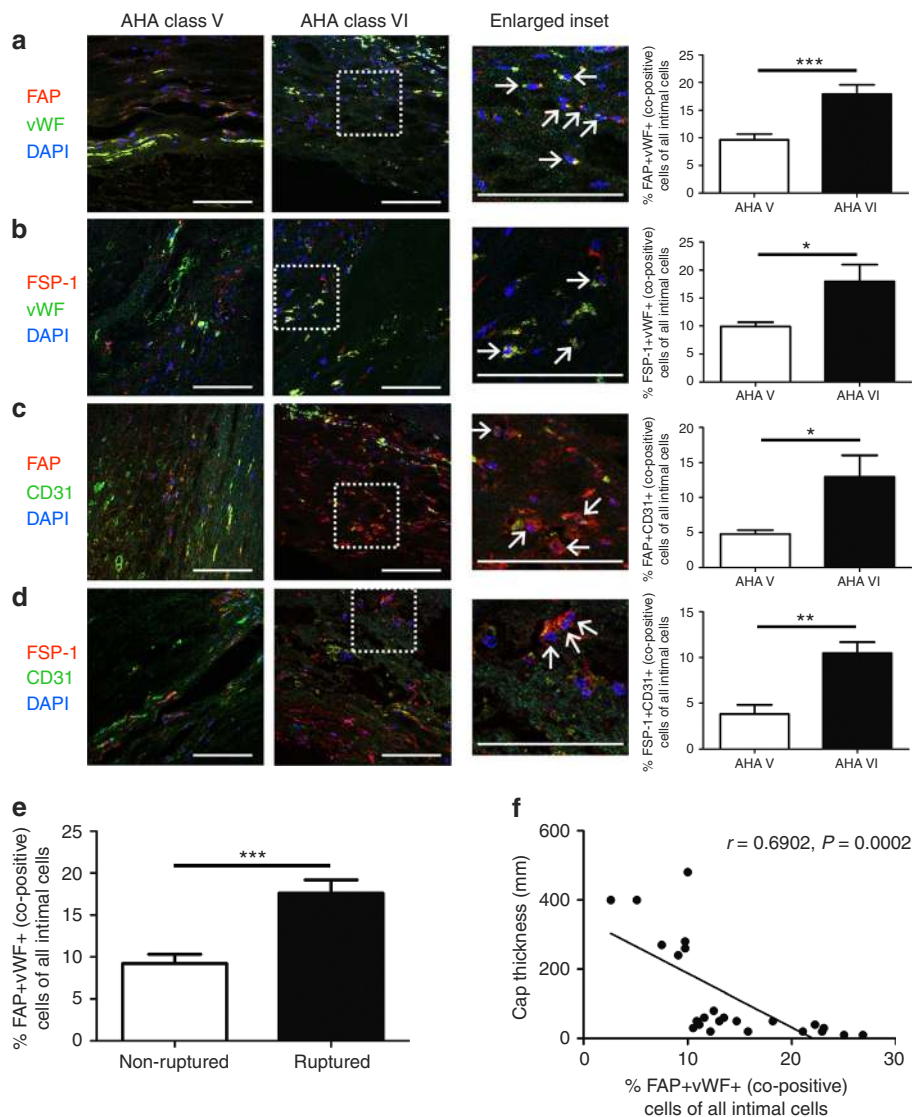 AHA class V
AHA class VI
Enlarged inset
a
FAP
vWF
DAPI
% FAP+vWF+ (co-positive)
cells of all intimal cells
25
20
15
10
5
0
***
AHA V
AHA VI
b
FSP-1
vWF
DAPI
% FSP-1+vWF+ (co-positive)
of all intimal cells
25
20
15
10
5
0
*
AHA V
AHA VI
c
FAP
CD31
DAPI
% FAP+CD31+ (co-positive)
cells of all intimal cells
20
15
10
5
0
*
AHA V
AHA VI
d
FSP-1
CD31
DAPI
% FSP-1+CD31+ (co-positive)
cells of all intimal cells
15
10
5
0
**
AHA V
AHA VI
e
% FAP+vWF+ (co-positive)
cells of all intimal cells
25
20
15
10
5
0
***
Non-ruptured
Ruptured
f
Cap thickness (mm)
600
400
200
0
r = 0.6902, P = 0.0002
0
10
20
30
% FAP+vWF+ (co-positive)
cells of all intimal cells